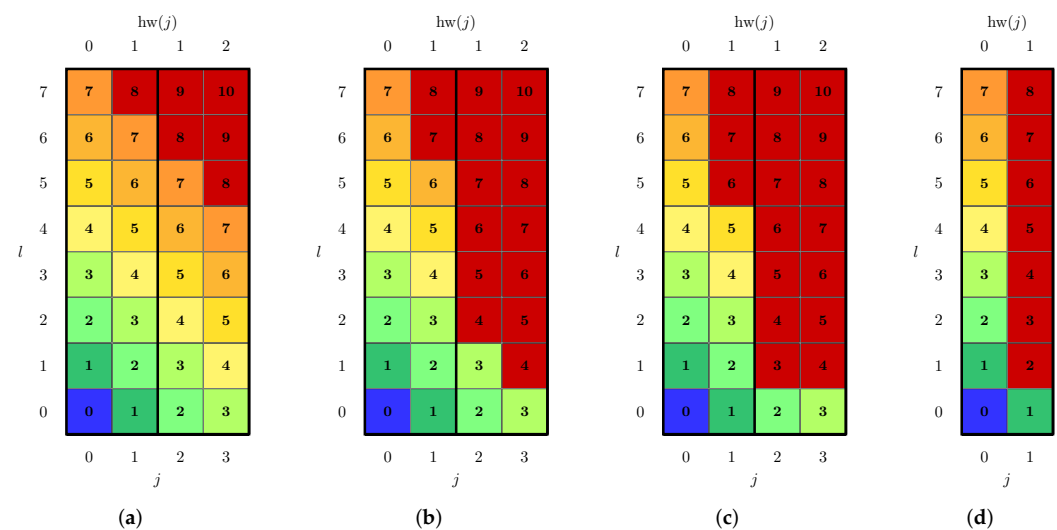 hw(j) hw(j) hw(j) hw(j)
0 1 1 2 0 1 1 2 0 1 1 2 0 1
7 7 8 9 10 7 7 8 9 10 7 7 8 9 10 7 7 8
6 6 7 8 9 6 6 7 8 9 6 6 7 8 9 6 6 7
5 5 6 7 8 5 5 6 7 8 5 5 6 7 8 5 5 6
4 4 5 6 7 4 4 5 6 7 4 4 5 6 7 4 4 5
l l l l
3 3 4 5 6 3 3 4 5 6 3 3 4 5 6 3 3 4
2 2 3 4 5 2 2 3 4 5 2 2 3 4 5 2 2 3
1 1 2 3 4 1 1 2 3 4 1 1 2 3 4 1 1 2
0 0 1 2 3 0 0 1 2 3 0 0 1 2 3 0 0 1
0 1 2 3 0 1 2 3 0 1 2 3 0 1
j j j j
(a) (b) (c) (d)